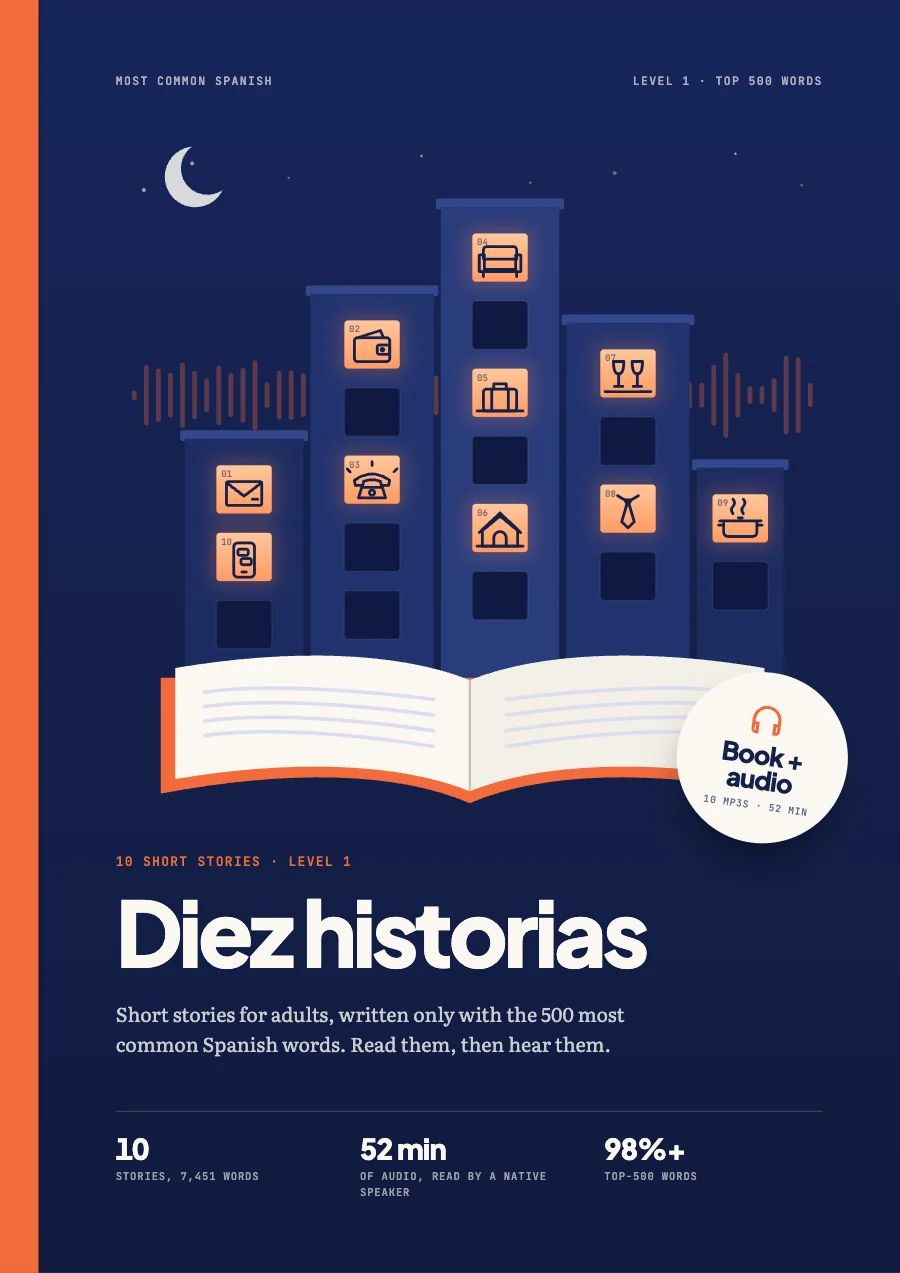 MOST COMMON SPANISH
LEVEL 1 · TOP 500 WORDS
04
02
07
05
03
01
08
09
06
10
Book +
audio
10 MP3S · 52 MIN
10 SHORT STORIES · LEVEL 1
Diez historias
Short stories for adults, written only with the 500 most
common Spanish words. Read them, then hear them.
10
STORIES, 7,451 WORDS
52 min
OF AUDIO, READ BY A NATIVE
SPEAKER
98%+
TOP-500 WORDS